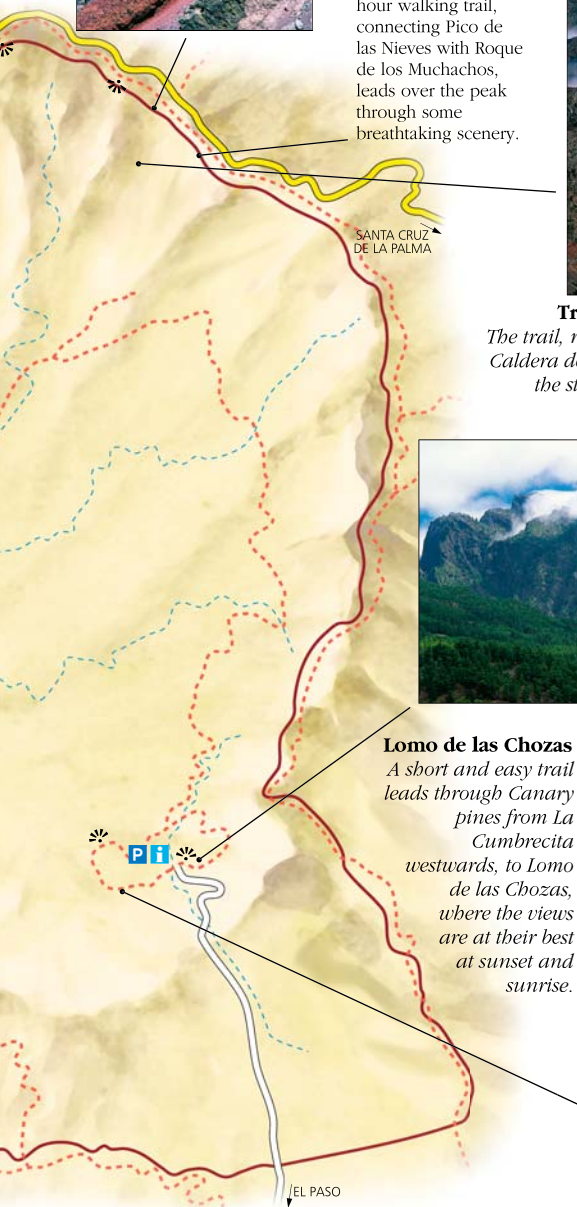 hour walking trail,
connecting Pico de
las Nieves with Roque
de los Muchachos,
leads over the peak
through some
breathtaking scenery.
SANTA CRUZ
DE LA PALMA
Tr
The trail, r
Caldera d
the st
Lomo de las Chozas
A short and easy trail
leads through Canary
pines from La
Cumbrecita
westwards, to Lomo
de las Chozas,
where the views
are at their best
at sunset and
sunrise.
P i
EL PASO